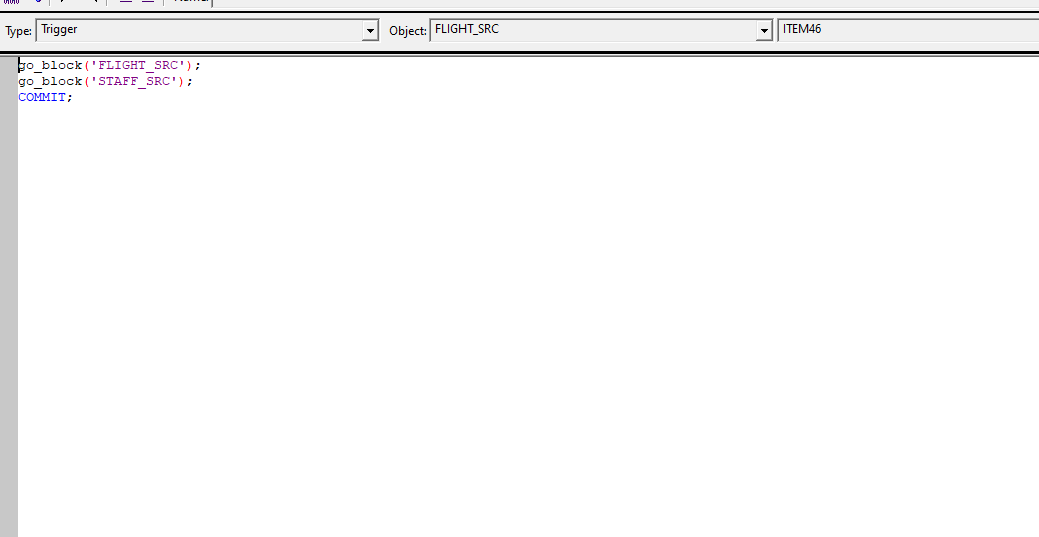 Type: Trigger Object: FLIGHT_SRC ITEM46
go_block('FLIGHT_SRC');
go_block('STAFF_SRC');
COMMIT;